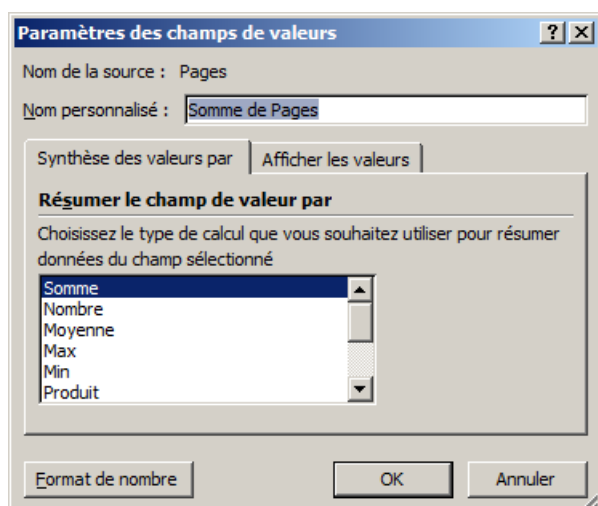 Paramètres des champs de valeurs
Nom de la source : Pages
Nom personnalisé : Somme de Pages
Synthèse des valeurs par Afficher les valeurs
Résumer le champ de valeur par
Choisissez le type de calcul que vous souhaitez utiliser pour résumer
données du champ sélectionné
Somme
Nombre
Moyenne
Max
Min
Produit
Format de nombre OK Annuler